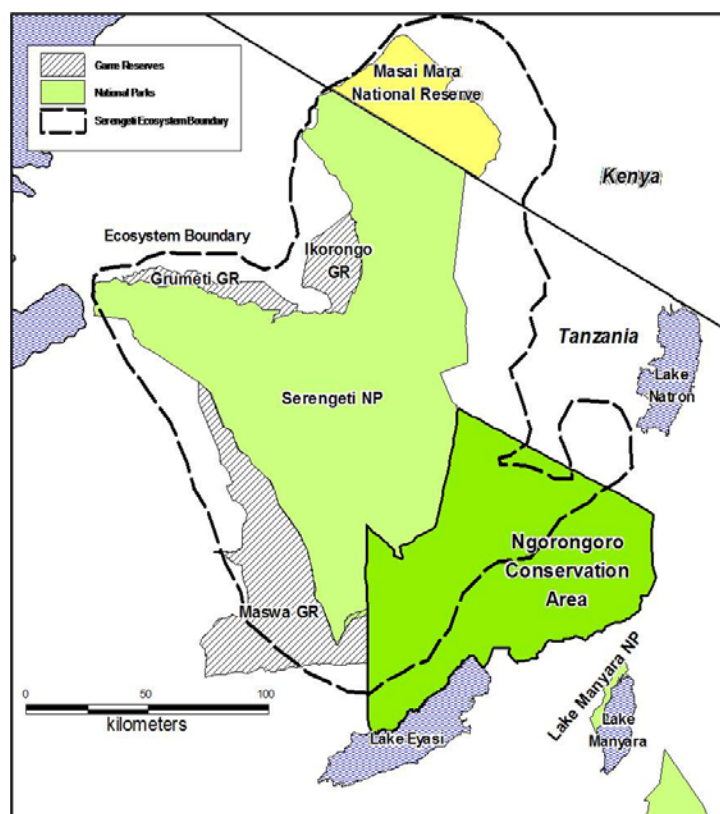 Game Reserves
National Parks
Serengeti Ecosystem Boundary
Masai Mara
National Reserve
Kenya
Ecosystem Boundary
Ikorongo
GR
Grumeti GR
Tanzania
Lake
Natron
Serengeti NP
Ngorongoro
Conservation
Area
Maswa GR
Lake Manyara NP
0 50 100
kilometers
Lake Eyasi
Lake
Manyara